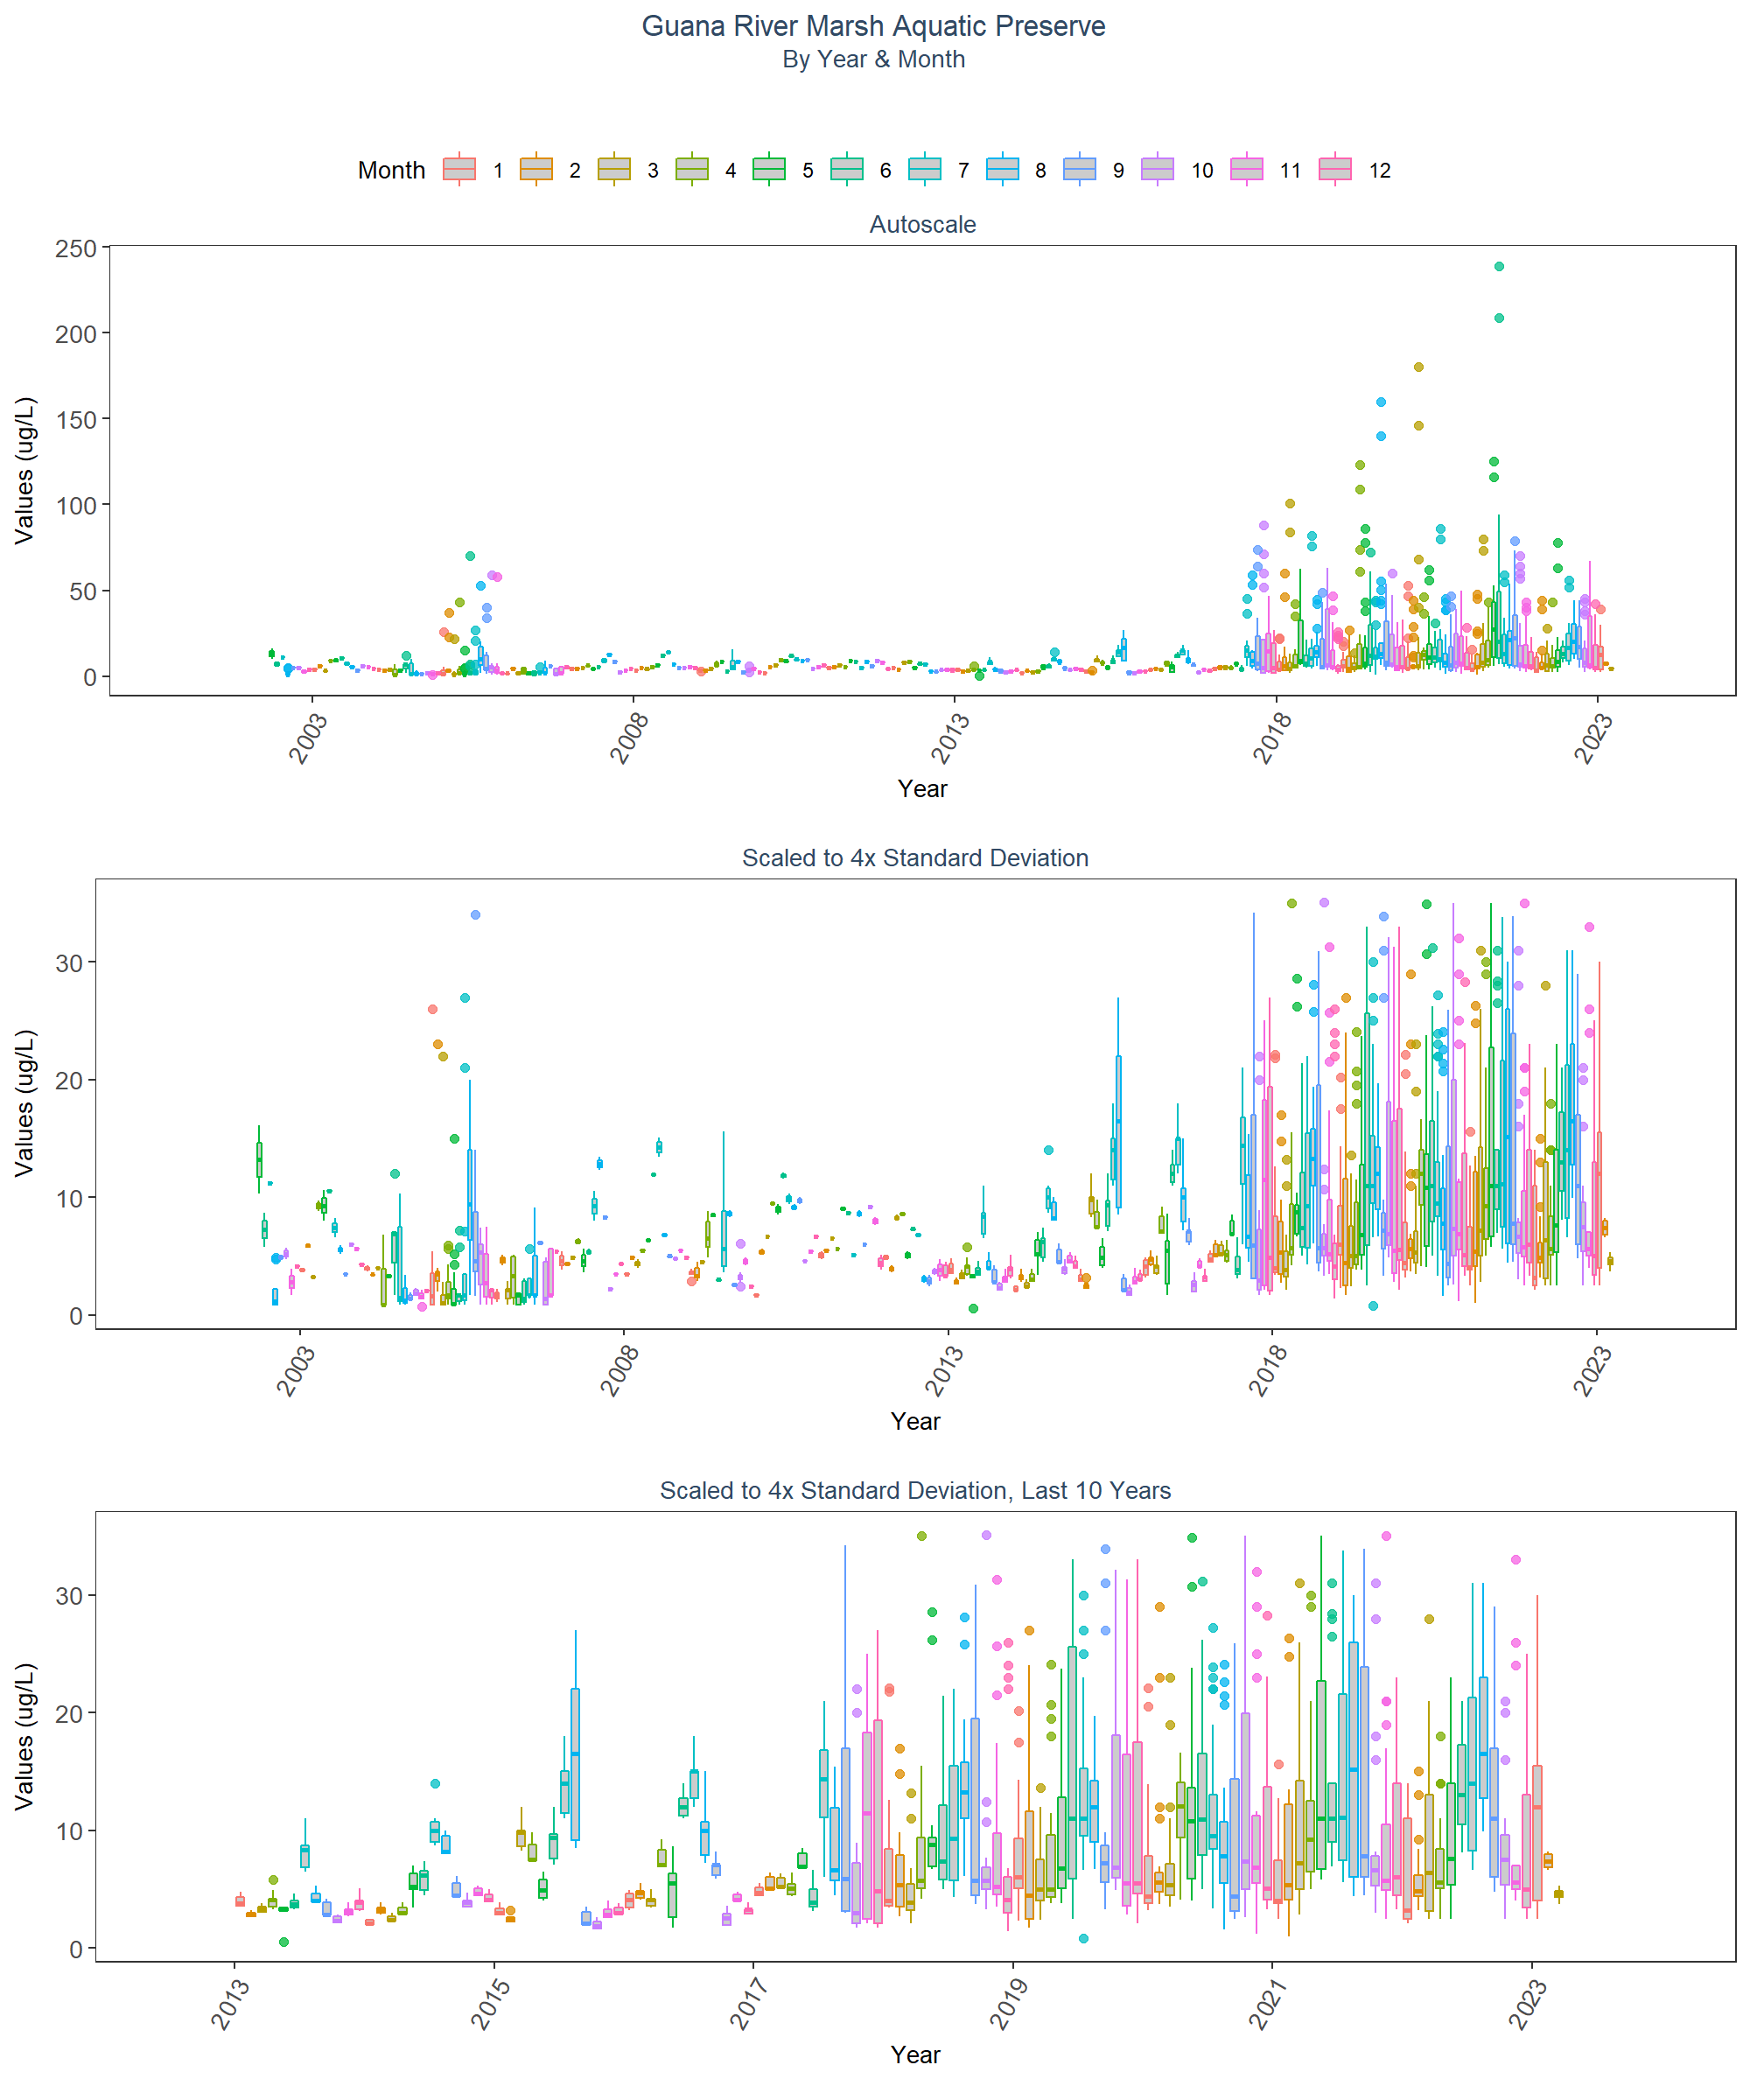 Guana River Marsh Aquatic Preserve
By Year & Month
Month 1 2 3 4 5 6 7 8 9 10 11 12
Autoscale
250
200
150
100
50
0
Values (ug/L)
2003 2008 2013 2018 2023
Year
Scaled to 4x Standard Deviation
30
20
10
0
Values (ug/L)
2003 2008 2013 2018 2023
Year
Scaled to 4x Standard Deviation, Last 10 Years
30
20
10
0
Values (ug/L)
2013 2015 2017 2019 2021 2023
Year